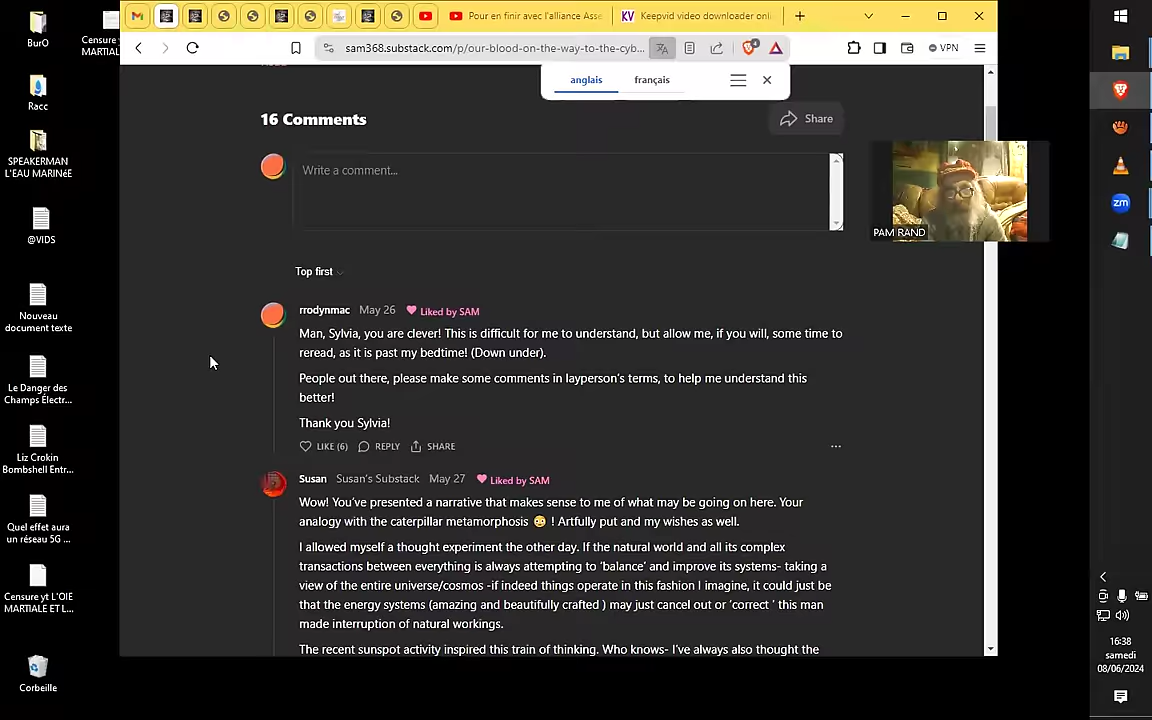 Pour en finir avec l'alliance Asse
Keepvid video downloader onli
sam368.substack.com/p/our-blood-on-the-way-to-the-cyb...
VPN
anglais
français
16 Comments
Share
Write a comment...
PAM RAND
Top first
rrodynmac May 26 Liked by SAM
Man, Sylvia, you are clever! This is difficult for me to understand, but allow me, if you will, some time to
reread, as it is past my bedtime! (Down under).
People out there, please make some comments in layperson's terms, to help me understand this
better!
Thank you Sylvia!
LIKE (6) REPLY SHARE
Susan Susan's Substack May 27 Liked by SAM
Wow! You've presented a narrative that makes sense to me of what may be going on here. Your
analogy with the caterpillar metamorphosis 😳 ! Artfully put and my wishes as well.
I allowed myself a thought experiment the other day. If the natural world and all its complex
transactions between everything is always attempting to 'balance' and improve its systems- taking a
view of the entire universe/cosmos -if indeed things operate in this fashion I imagine, it could just be
that the energy systems (amazing and beautifully crafted ) may just cancel out or 'correct ' this man
made interruption of natural workings.
The recent sunspot activity inspired this train of thinking. Who knows- I've always also thought the
BurO
Censure
MARTIALE
Racc
SPEAKERMAN
L'EAU MARINéE
@VIDS
Nouveau
document texte
Le Danger des
Champs Électr...
Liz Crokin
Bombshell Entr...
Quel effet aura
un réseau 5G ...
Censure yt L'OIE
MARTIALE ET L...
Corbeille
zm
KV
4
16:38
samedi
08/06/2024